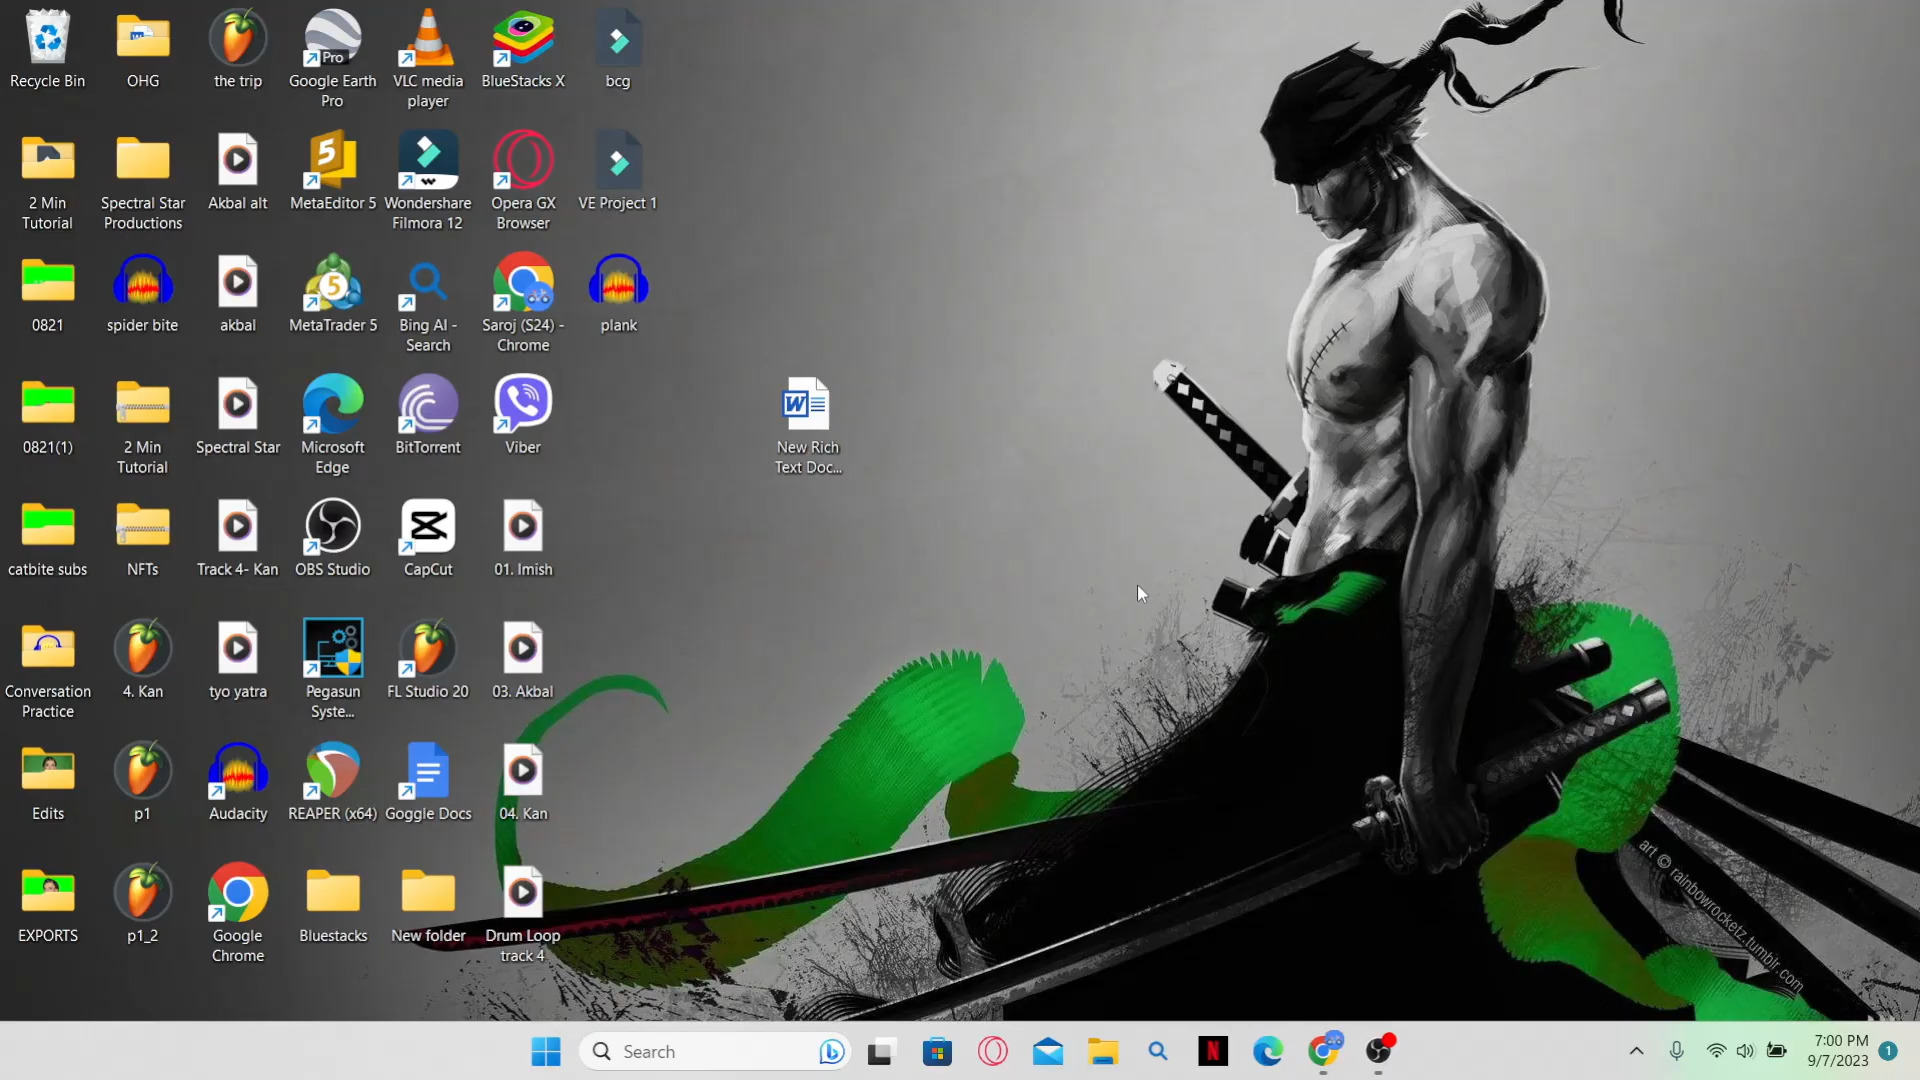 Recycle Bin
OHG
the trip
Google Earth
Pro
VLC media
player
BlueStacks X
bcg
2 Min
Tutorial
Spectral Star
Productions
Akbal alt
MetaEditor 5
Wondershare
Filmora 12
Opera GX
Browser
VE Project 1
0821
spider bite
akbal
MetaTrader 5
Bing AI -
Search
Saroj (S24) -
Chrome
plank
0821(1)
2 Min
Tutorial
Spectral Star
Microsoft
Edge
BitTorrent
Viber
New Rich
Text Doc...
catbite subs
NFTs
Track 4- Kan
OBS Studio
CapCut
01. Imish
Conversation
Practice
4. Kan
tyo yatra
Pegasun
Syste...
FL Studio 20
03. Akbal
Edits
p1
Audacity
REAPER (x64)
Goggle Docs
04. Kan
EXPORTS
p1_2
Google
Chrome
Bluestacks
New folder
Drum Loop
track 4
Pro
5
5
W
art © rainbowrocketz.tumblr.com
Search
N
7:00 PM
9/7/2023
1